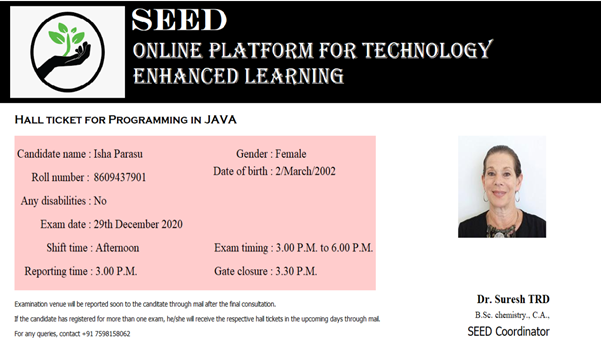 SEED
ONLINE PLATFORM FOR TECHNOLOGY
ENHANCED LEARNING
HALL TICKET FOR PROGRAMMING IN JAVA
Candidate name : Isha Parasu
Gender : Female
Roll number : 8609437901
Date of birth : 2/March/2002
Any disabilities : No
Exam date : 29th December 2020
Shift time : Afternoon
Exam timing : 3.00 P.M. to 6.00 P.M.
Reporting time : 3.00 P.M.
Gate closure : 3.30 P.M.
Examination venue will be reported soon to the canditate through mail after the final consultation.
If the candidate has registered for more than one exam, he/she will receive the respective hall tickets in the upcoming days through mail.
For any queries, contact +91 7598158062
Dr. Suresh TRD
B.Sc. chemistry., C.A.,
SEED Coordinator